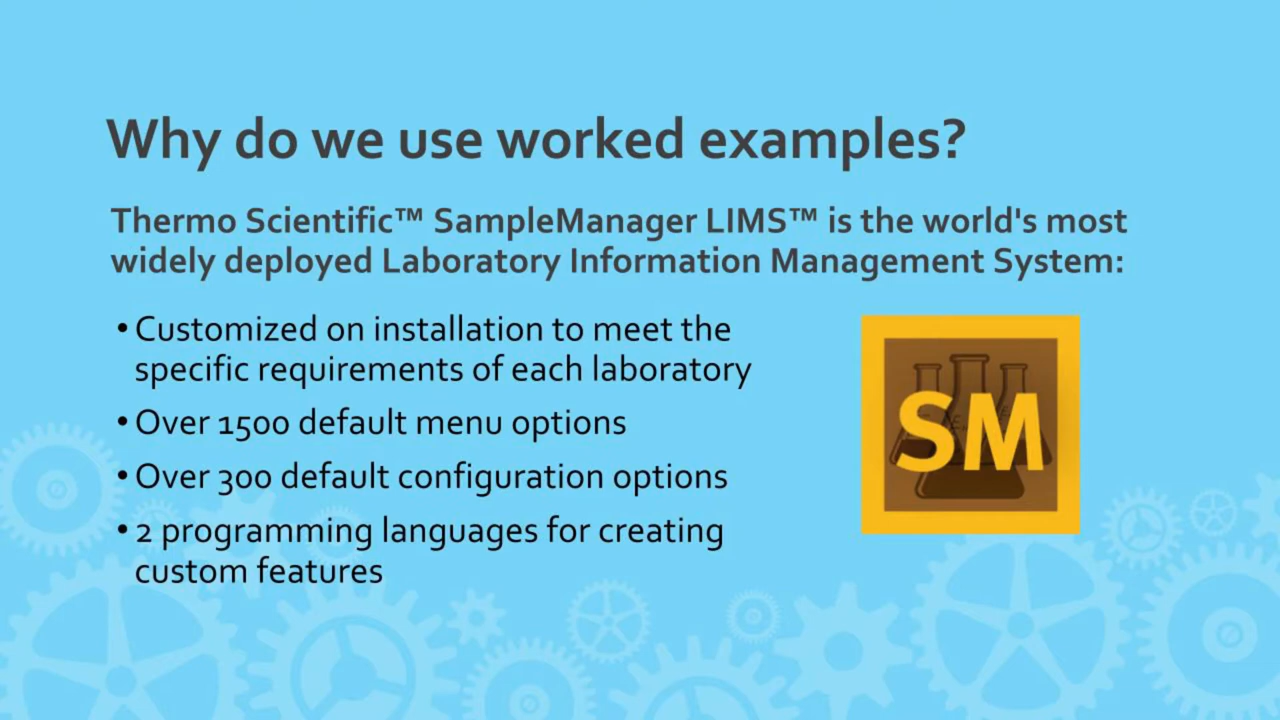 Why do we use worked examples?
Thermo Scientific™ SampleManager LIMS™ is the world's most
widely deployed Laboratory Information Management System:
• Customized on installation to meet the
specific requirements of each laboratory
• Over 1500 default menu options
• Over 300 default configuration options
• 2 programming languages for creating
custom features
SM